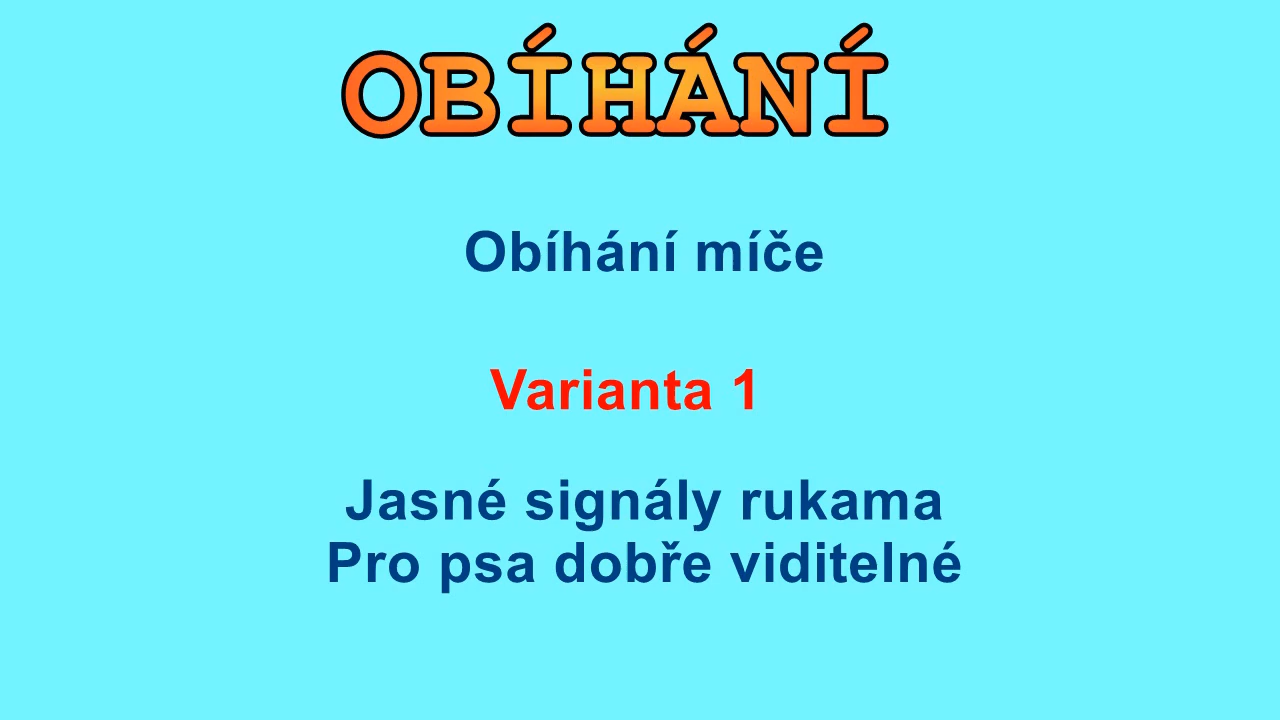 OBÍHÁNÍ
Obíhání míče
Varianta 1
Jasné signály rukama
Pro psa dobře viditelné